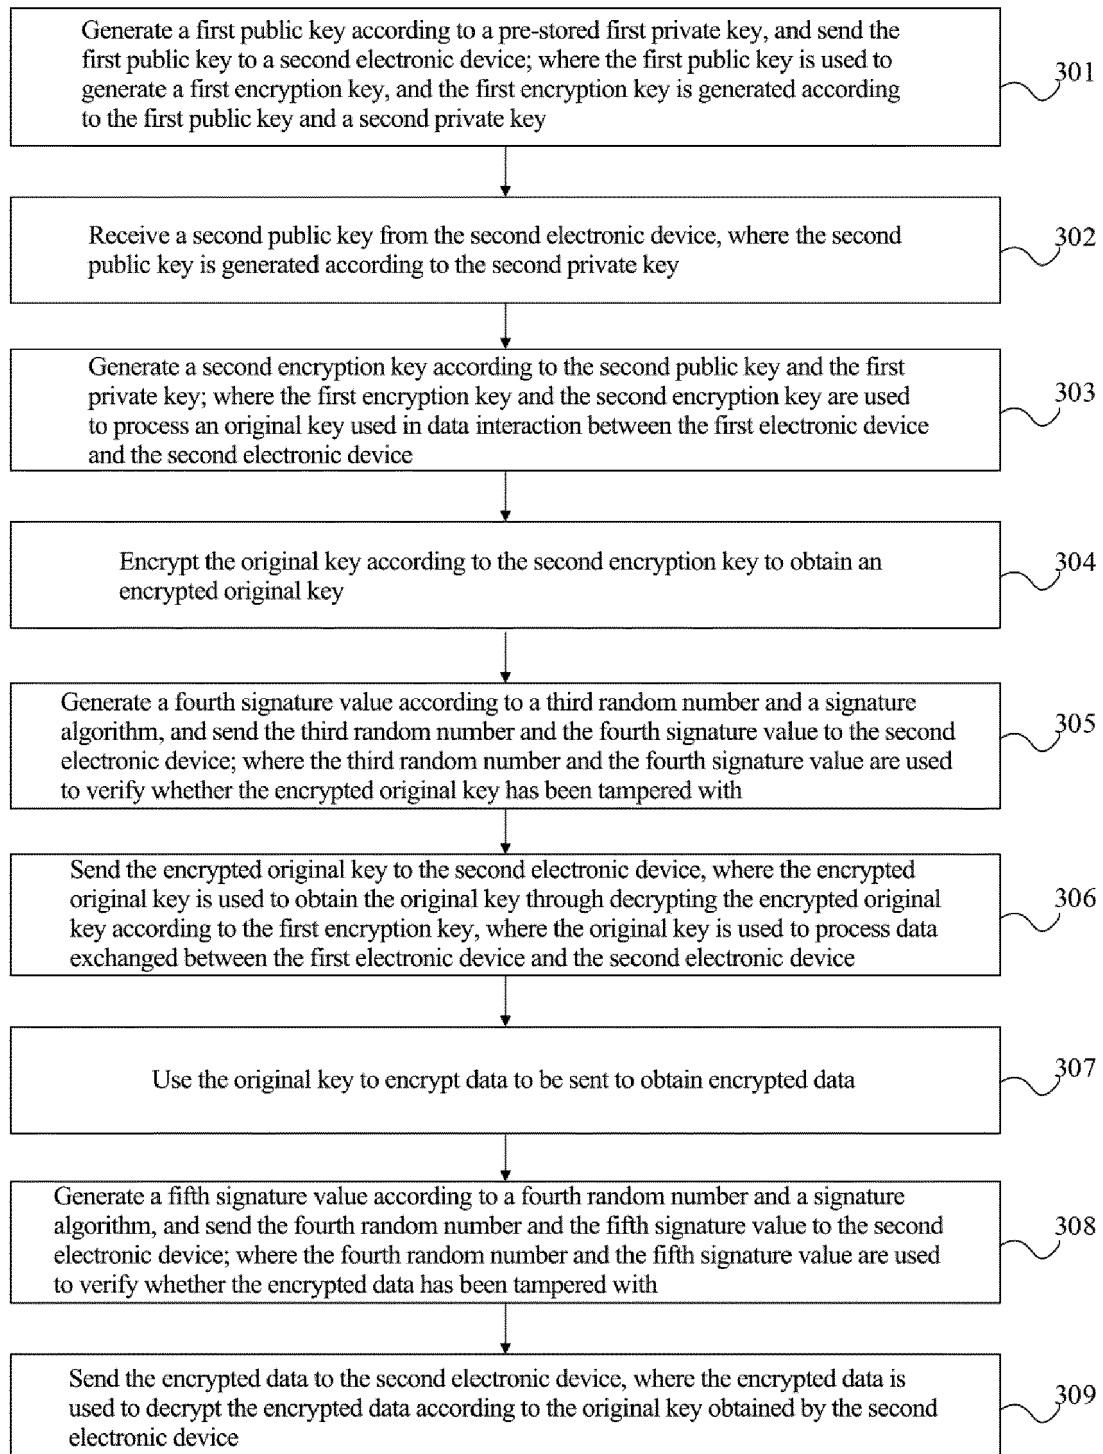 Generate a first public key according to a pre-stored first private key, and send the
first public key to a second electronic device; where the first public key is used to
generate a first encryption key, and the first encryption key is generated according
to the first public key and a second private key
301
Receive a second public key from the second electronic device, where the second
public key is generated according to the second private key
302
Generate a second encryption key according to the second public key and the first
private key; where the first encryption key and the second encryption key are used
to process an original key used in data interaction between the first electronic device
and the second electronic device
303
Encrypt the original key according to the second encryption key to obtain an
encrypted original key
304
Generate a fourth signature value according to a third random number and a signature
algorithm, and send the third random number and the fourth signature value to the second
electronic device; where the third random number and the fourth signature value are used
to verify whether the encrypted original key has been tampered with
305
Send the encrypted original key to the second electronic device, where the encrypted
original key is used to obtain the original key through decrypting the encrypted original
key according to the first encryption key, where the original key is used to process data
exchanged between the first electronic device and the second electronic device
306
Use the original key to encrypt data to be sent to obtain encrypted data
307
Generate a fifth signature value according to a fourth random number and a signature
algorithm, and send the fourth random number and the fifth signature value to the second
electronic device; where the fourth random number and the fifth signature value are used
to verify whether the encrypted data has been tampered with
308
Send the encrypted data to the second electronic device, where the encrypted data is
used to decrypt the encrypted data according to the original key obtained by the second
electronic device
309